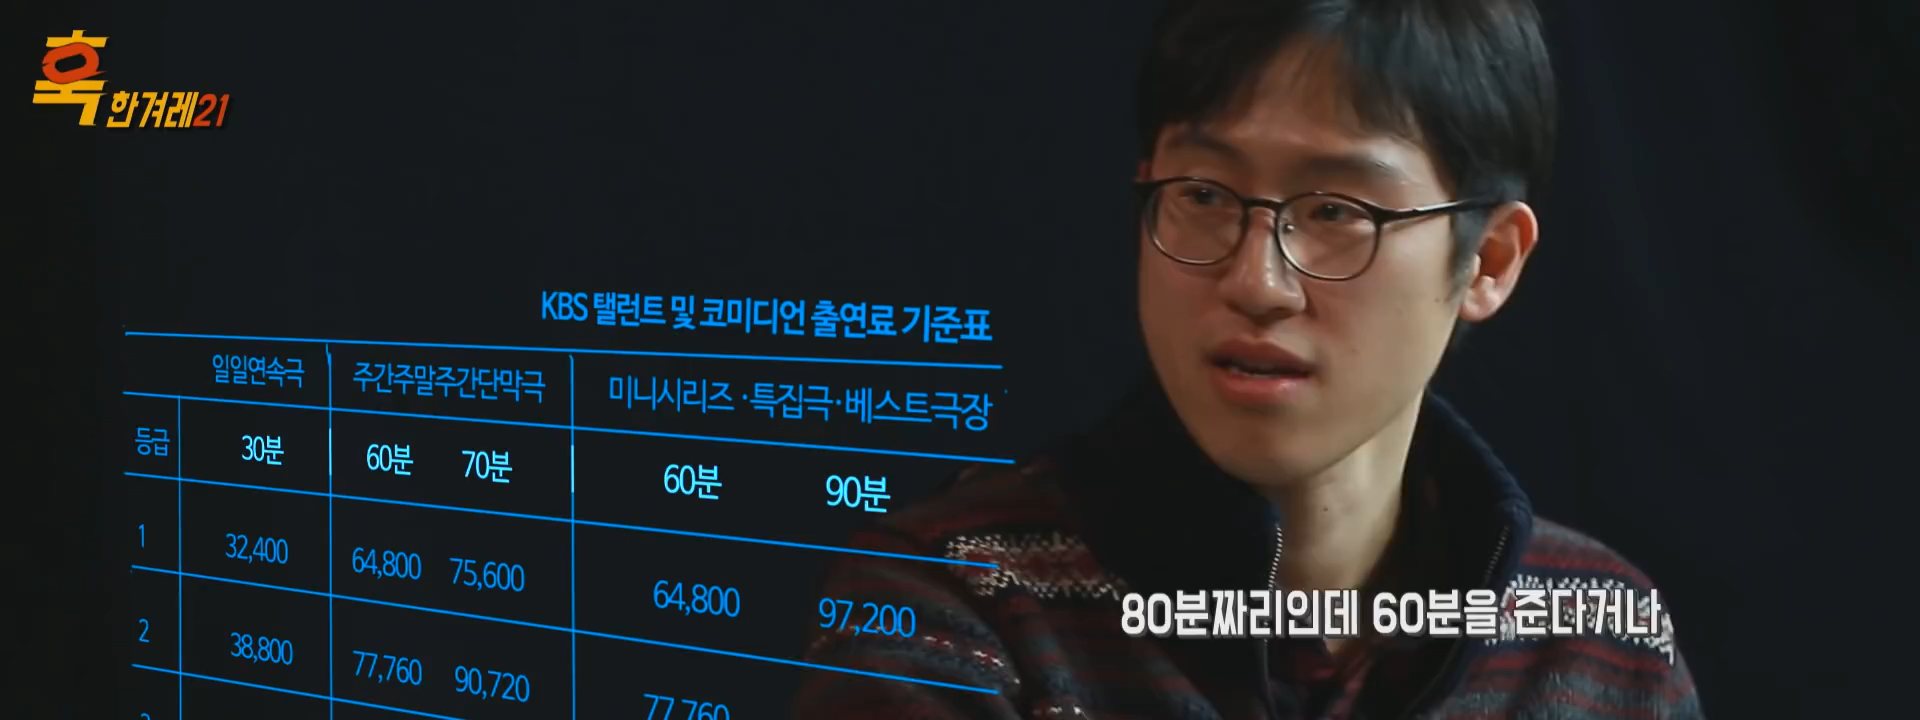 훅
한겨레21
KBS 탤런트 및 코미디언 출연료 기준표
일일연속극 주간주말주간단막극 미니시리즈·특집극·베스트극장
등급 30분 60분 70분 60분 90분
1 32,400 64,800 75,600 64,800 97,200
2 38,800 77,760 90,720 77,760
80분짜리인데 60분을 준다거나